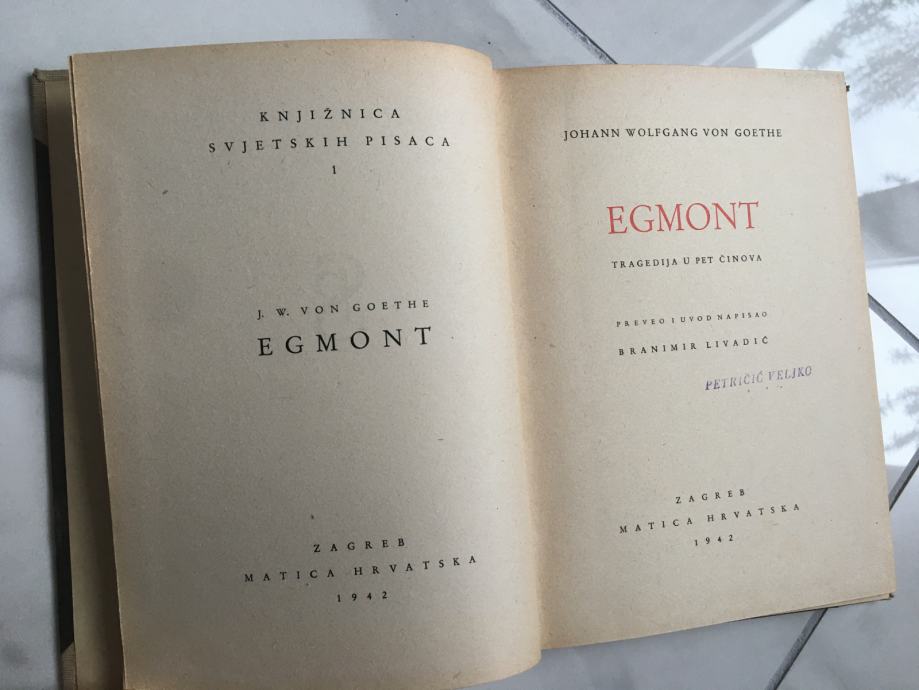 KNJIŽNICA
SVJETSKIH PISACA
1
J. W. VON GOETHE
EGMONT
ZAGREB
MATICA HRVATSKA
1942
JOHANN WOLFGANG VON GOETHE
EGMONT
TRAGEDIJA U PET ČINOVA
PREVEO I UVOD NAPISAO
BRANIMIR LIVADIĆ
PETRIČIĆ VELJKO
ZAGREB
MATICA HRVATSKA
1942